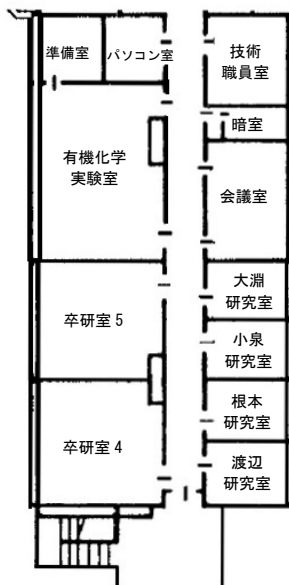 準備室
パソコン室
技術
職員室
暗室
有機化学
実験室
会議室
大淵
研究室
卒研室 5
小泉
研究室
根本
研究室
卒研室 4
渡辺
研究室